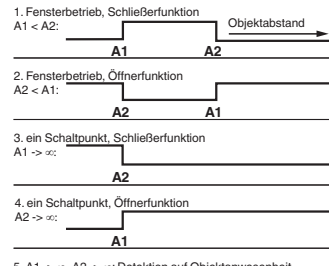 1. Fensterbetrieb, Schließerfunktion
A1 < A2:
Objektabstand
A1 A2
2. Fensterbetrieb, Öffnerfunktion
A2 < A1:
A2 A1
3. ein Schaltpunkt, Schließerfunktion
A1 -> ∞:
A2
4. ein Schaltpunkt, Öffnerfunktion
A2 -> ∞:
A1